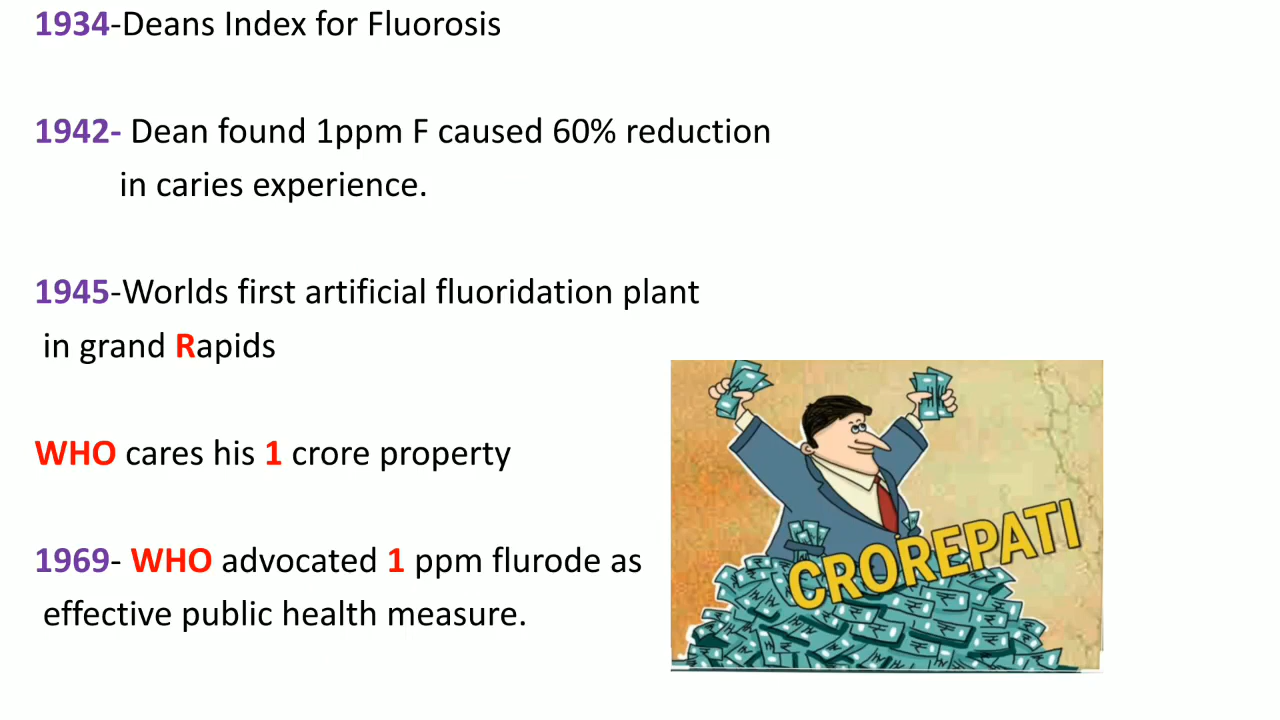 1934-Deans Index for Fluorosis
1942- Dean found 1ppm F caused 60% reduction
in caries experience.
1945-Worlds first artificial fluoridation plant
in grand Rapids
WHO cares his 1 crore property
CROREPATI
1969- WHO advocated 1 ppm flurode as
effective public health measure.